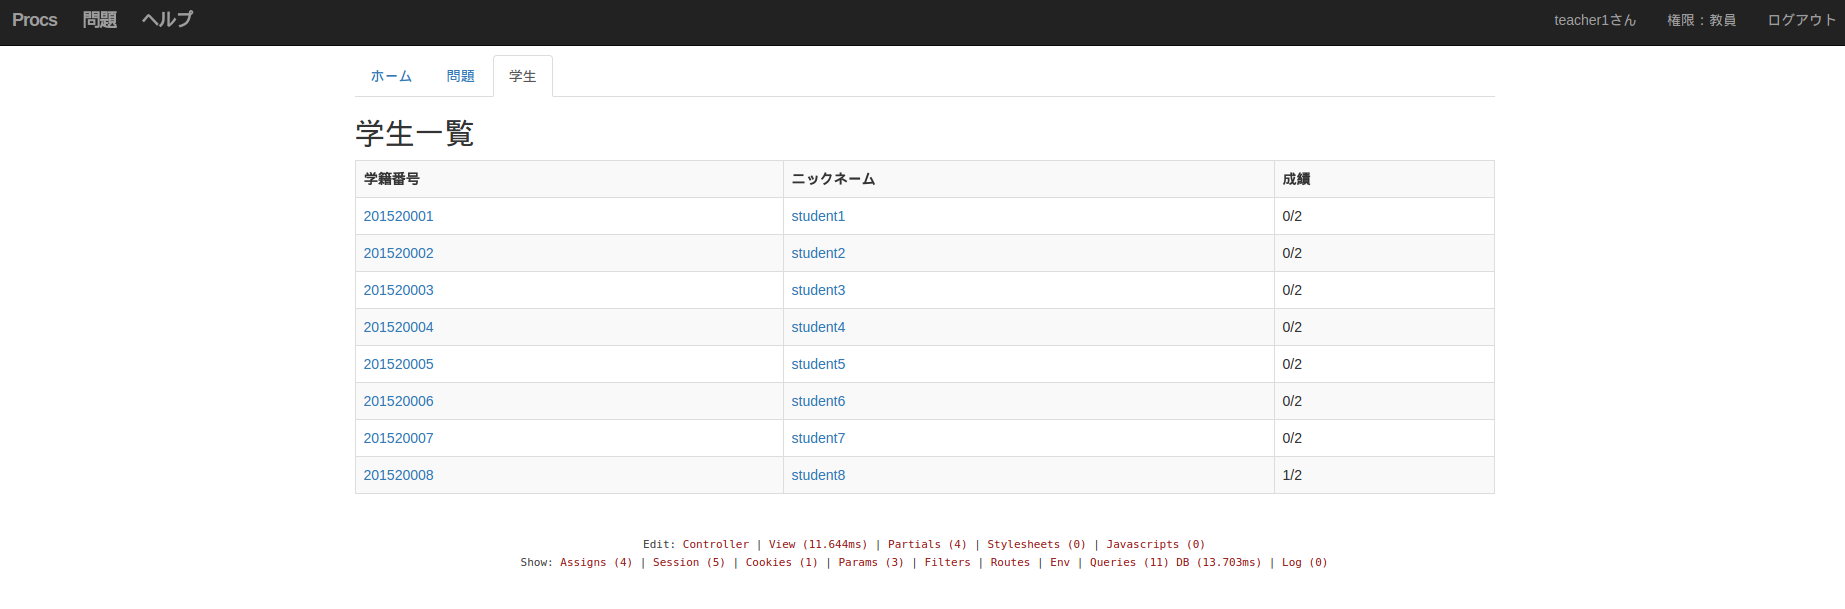 Procs 問題 ヘルプ teacher1さん 権限：教員 ログアウト
ホーム 問題 学生
学生一覧
学籍番号 ニックネーム 成績
201520001 student1 0/2
201520002 student2 0/2
201520003 student3 0/2
201520004 student4 0/2
201520005 student5 0/2
201520006 student6 0/2
201520007 student7 0/2
201520008 student8 1/2
Edit: Controller | View (11.644ms) | Partials (4) | Stylesheets (0) | Javascripts (0)
Show: Assigns (4) | Session (5) | Cookies (1) | Params (3) | Filters | Routes | Env | Queries (11) DB (13.703ms) | Log (0)